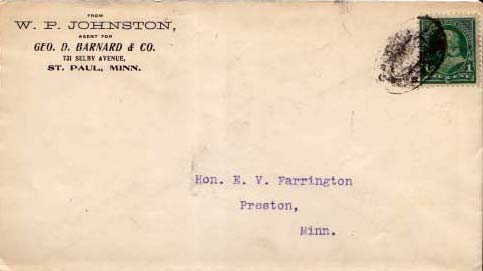 FROM
W. P. JOHNSTON,
AGENT FOR
GEO. D. BARNARD & CO.
731 SELBY AVENUE,
ST. PAUL, MINN.
Hon. E. V. Farrington
Preston,
Minn.